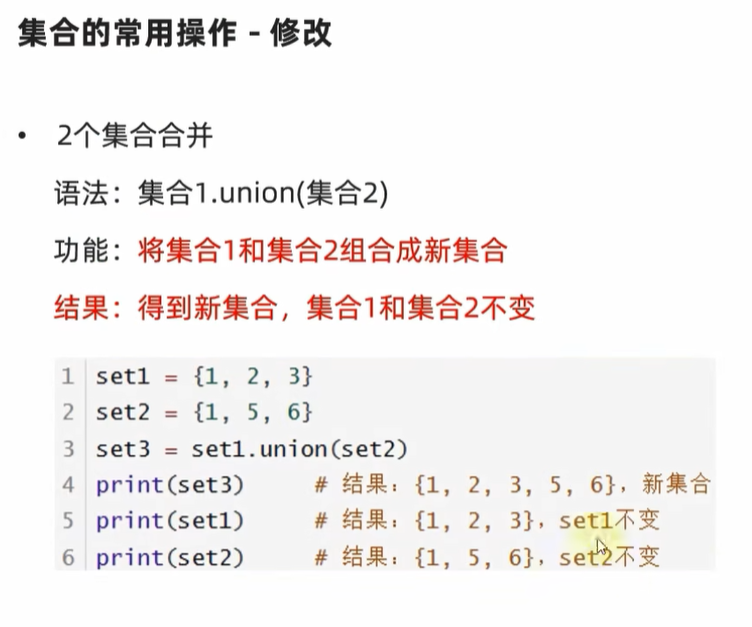 集合的常用操作 - 修改
• 2个集合合并
语法：集合1.union(集合2)
功能：将集合1和集合2组合成新集合
结果：得到新集合，集合1和集合2不变
1 set1 = {1, 2, 3}
2 set2 = {1, 5, 6}
3 set3 = set1.union(set2)
4 print(set3) # 结果：{1, 2, 3, 5, 6}，新集合
5 print(set1) # 结果：{1, 2, 3}，set1不变
6 print(set2) # 结果：{1, 5, 6}，set2不变